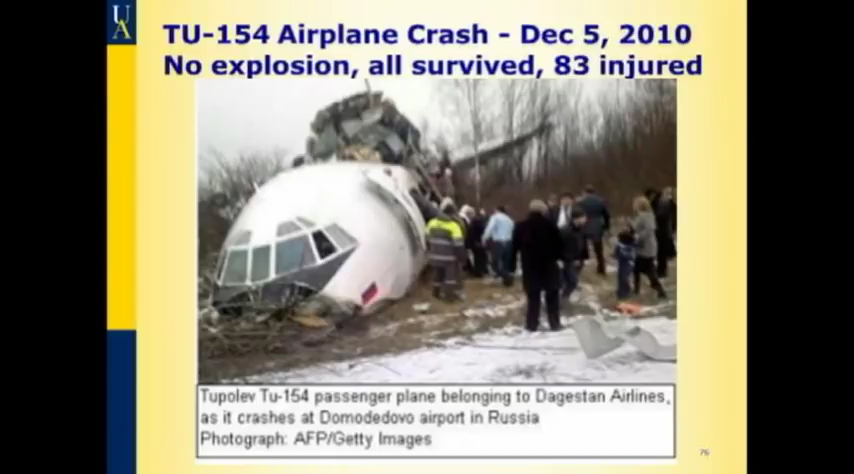 UA
TU-154 Airplane Crash - Dec 5, 2010
No explosion, all survived, 83 injured
Tupolev Tu-154 passenger plane belonging to Dagestan Airlines,
as it crashes at Domodedovo airport in Russia
Photograph: AFP/Getty Images
76